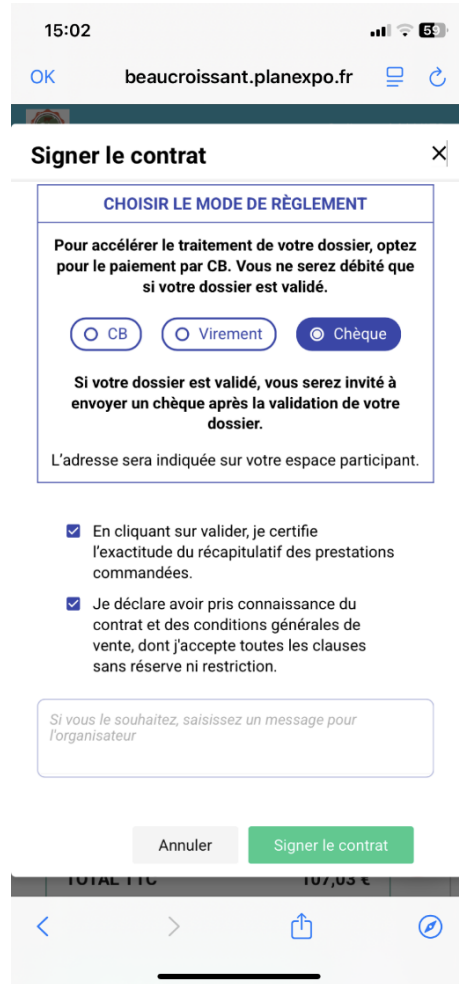 15:02
59
OK
beaucroissant.planexpo.fr
Signer le contrat
CHOISIR LE MODE DE RÈGLEMENT
Pour accélérer le traitement de votre dossier, optez
pour le paiement par CB. Vous ne serez débité que
si votre dossier est validé.
CB
Virement
Chèque
Si votre dossier est validé, vous serez invité à
envoyer un chèque après la validation de votre
dossier.
L'adresse sera indiquée sur votre espace participant.
En cliquant sur valider, je certifie
l'exactitude du récapitulatif des prestations
commandées.
Je déclare avoir pris connaissance du
contrat et des conditions générales de
vente, dont j'accepte toutes les clauses
sans réserve ni restriction.
Si vous le souhaitez, saisissez un message pour
l'organisateur
Annuler
Signer le contrat
TOTAL TTC
107,03 €